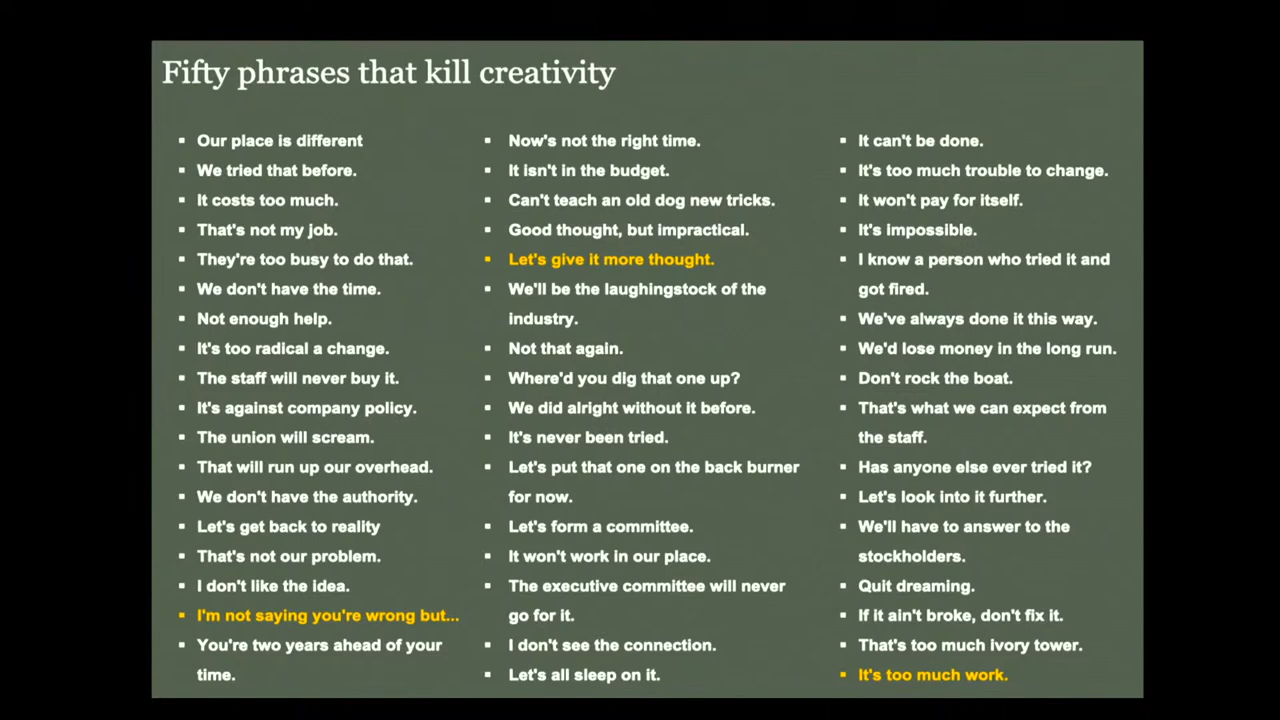 Fifty phrases that kill creativity
Our place is different
We tried that before.
It costs too much.
That's not my job.
They're too busy to do that.
We don't have the time.
Not enough help.
It's too radical a change.
The staff will never buy it.
It's against company policy.
The union will scream.
That will run up our overhead.
We don't have the authority.
Let's get back to reality
That's not our problem.
I don't like the idea.
I'm not saying you're wrong but...
You're two years ahead of your
time.
Now's not the right time.
It isn't in the budget.
Can't teach an old dog new tricks.
Good thought, but impractical.
Let's give it more thought.
We'll be the laughingstock of the
industry.
Not that again.
Where'd you dig that one up?
We did alright without it before.
It's never been tried.
Let's put that one on the back burner
for now.
Let's form a committee.
It won't work in our place.
The executive committee will never
go for it.
I don't see the connection.
Let's all sleep on it.
It can't be done.
It's too much trouble to change.
It won't pay for itself.
It's impossible.
I know a person who tried it and
got fired.
We've always done it this way.
We'd lose money in the long run.
Don't rock the boat.
That's what we can expect from
the staff.
Has anyone else ever tried it?
Let's look into it further.
We'll have to answer to the
stockholders.
Quit dreaming.
If it ain't broke, don't fix it.
That's too much ivory tower.
It's too much work.